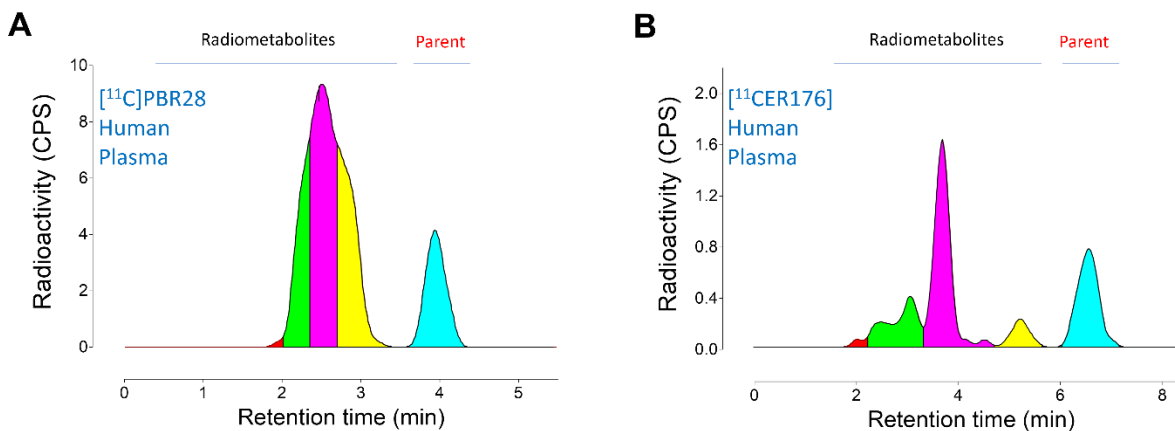 A
Radiometabolites Parent
[¹¹C]PBR28
Human
Plasma
Radioactivity (CPS)
10
8
6
4
2
0
0 1 2 3 4 5
Retention time (min)
B
Radiometabolites Parent
[¹¹CER176]
Human
Plasma
Radioactivity (CPS)
2.0
1.6
1.2
0.8
0.4
0.0
0 2 4 6 8
Retention time (min)